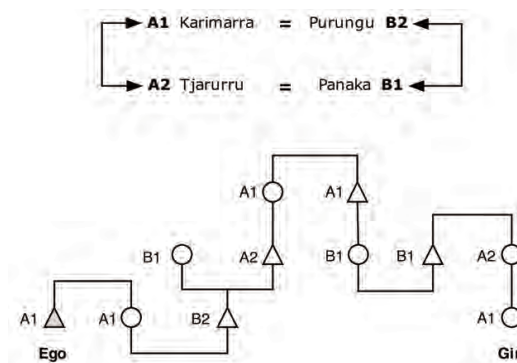 A1 Karimarra = Purungu B2
A2 Tjarurru = Panaka B1
A1 A1
B1 A2 B1 B1 A2
A1 A1 B2 A1
Ego